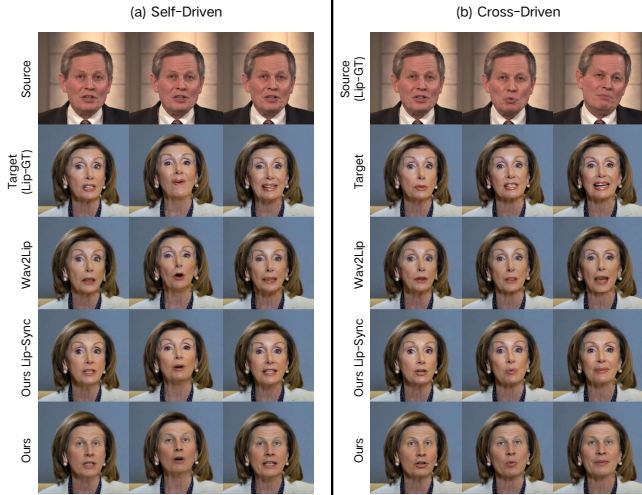 (a) Self-Driven
(b) Cross-Driven
Source
Target
(Lip-GT)
Wav2Lip
Ours Lip-Sync
Ours
Source
(Lip-GT)
Target
Wav2Lip
Ours Lip-Sync
Ours